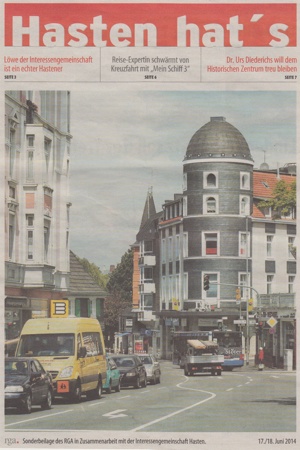 Hasten hat´s
Löwe der Interessengemeinschaft
ist ein echter Hastener
SEITE 3
Reise-Expertin schwärmt von
Kreuzfahrt mit „Mein Schiff 3"
SEITE 6
Dr. Urs Diederichs will dem
Historischen Zentrum treu bleiben
SEITE 7
rga. Sonderbeilage des RGA in Zusammenarbeit mit der Interessengemeinschaft Hasten.
17./18. Juni 2014